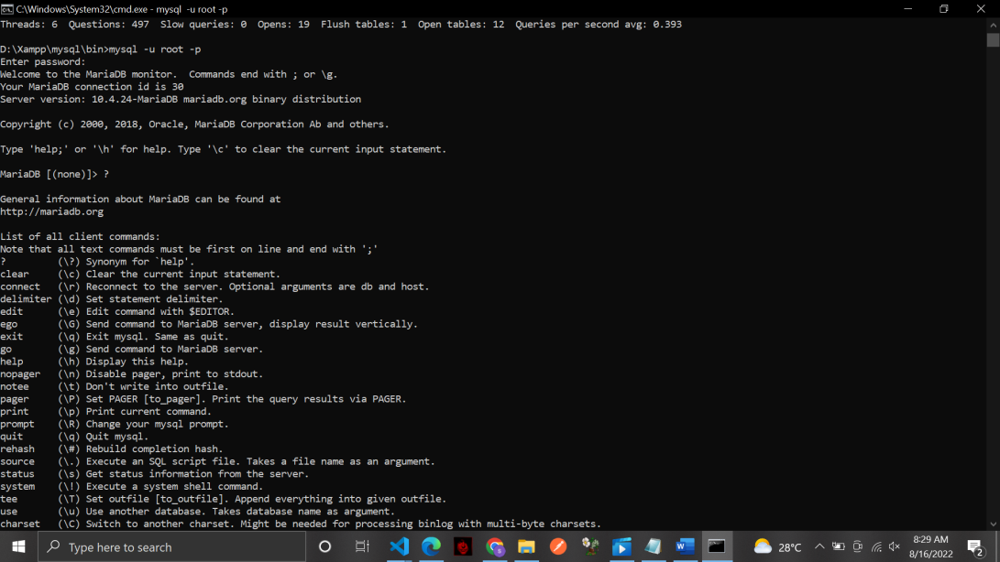 C:\Windows\System32\cmd.exe - mysql -u root -p
Threads: 6  Questions: 497  Slow queries: 0  Opens: 19  Flush tables: 1  Open tables: 12  Queries per second avg: 0.393
D:\Xampp\mysql\bin>mysql -u root -p
Enter password:
Welcome to the MariaDB monitor.  Commands end with ; or \g.
Your MariaDB connection id is 30
Server version: 10.4.24-MariaDB mariadb.org binary distribution
Copyright (c) 2000, 2018, Oracle, MariaDB Corporation Ab and others.
Type 'help;' or '\h' for help. Type '\c' to clear the current input statement.
MariaDB [(none)]> ?
General information about MariaDB can be found at
http://mariadb.org
List of all client commands:
Note that all text commands must be first on line and end with ';'
?         (\?) Synonym for `help'.
clear     (\c) Clear the current input statement.
connect   (\r) Reconnect to the server. Optional arguments are db and host.
delimiter (\d) Set statement delimiter.
edit      (\e) Edit command with $EDITOR.
ego       (\G) Send command to MariaDB server, display result vertically.
exit      (\q) Exit mysql. Same as quit.
go        (\g) Send command to MariaDB server.
help      (\h) Display this help.
nopager   (\n) Disable pager, print to stdout.
notee     (\t) Don't write into outfile.
pager     (\P) Set PAGER [to_pager]. Print the query results via PAGER.
print     (\p) Print current command.
prompt    (\R) Change your mysql prompt.
quit      (\q) Quit mysql.
rehash    (\#) Rebuild completion hash.
source    (\.) Execute an SQL script file. Takes a file name as an argument.
status    (\s) Get status information from the server.
system    (\!) Execute a system shell command.
tee       (\T) Set outfile [to_outfile]. Append everything into given outfile.
use       (\u) Use another database. Takes database name as argument.
charset   (\C) Switch to another charset. Might be needed for processing binlog with multi-byte charsets.
Type here to search
28°C
8:29 AM
8/16/2022
2